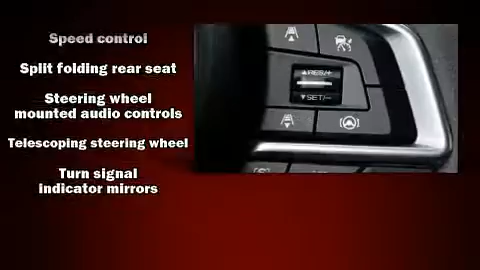 Speed control
Split folding rear seat
Steering wheel
mounted audio controls
Telescoping steering wheel
Turn signal
indicator mirrors
▲RES/+
▼SET/–